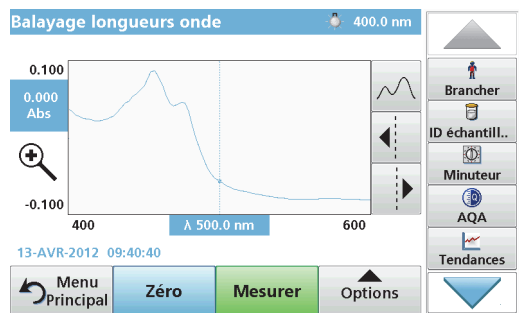 Balayage longueurs onde
400.0 nm
0.100
0.000
Abs
-0.100
400
λ 500.0 nm
600
13-AVR-2012 09:40:40
Menu
Principal
Zéro
Mesurer
Options
Brancher
ID échantill..
Minuteur
AQA
Tendances